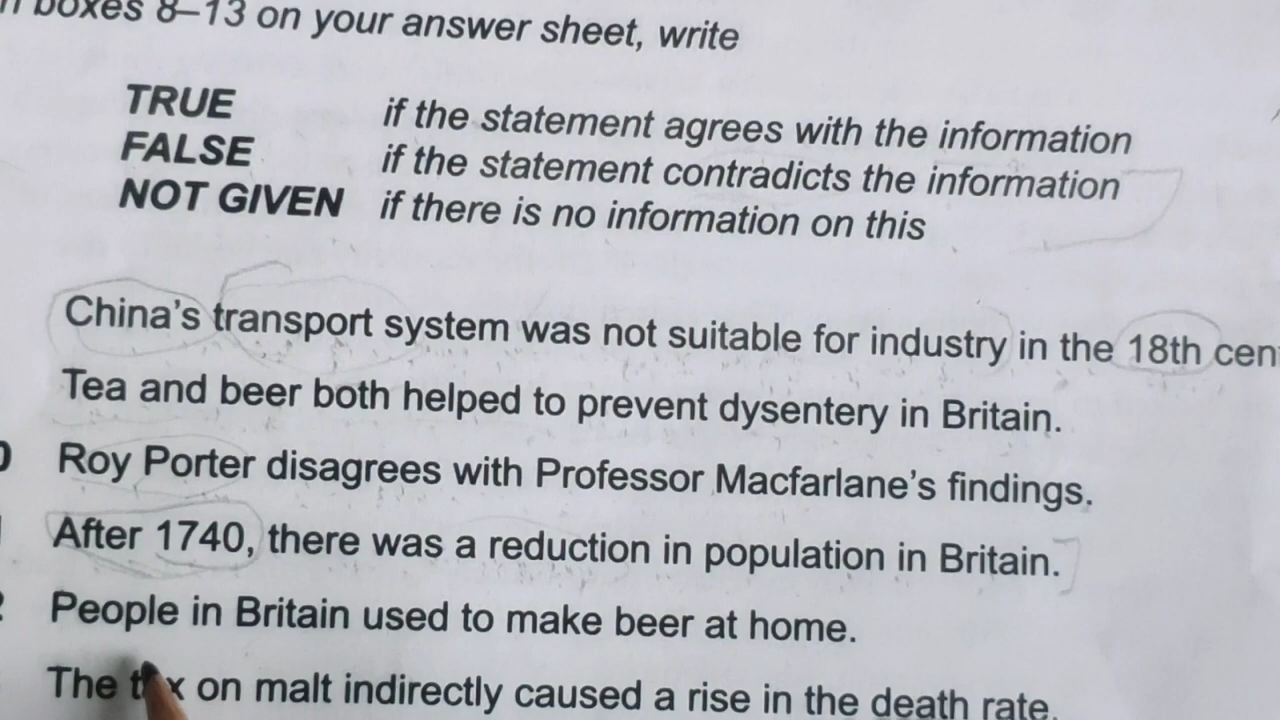 boxes 8–13 on your answer sheet, write
TRUE if the statement agrees with the information
FALSE if the statement contradicts the information
NOT GIVEN if there is no information on this
China's transport system was not suitable for industry in the 18th cen
Tea and beer both helped to prevent dysentery in Britain.
0 Roy Porter disagrees with Professor Macfarlane's findings.
After 1740, there was a reduction in population in Britain.
People in Britain used to make beer at home.
The on malt indirectly caused a rise in the death rate.